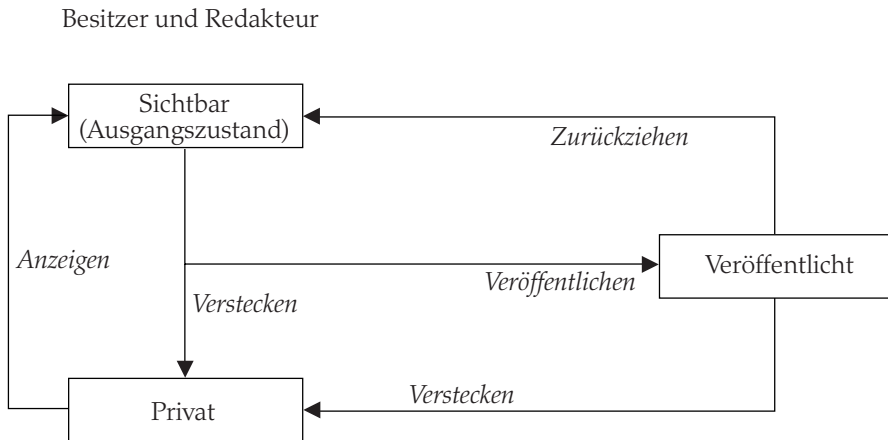 Besitzer und Redakteur
Sichtbar
(Ausgangszustand)
Zurückziehen
Anzeigen
Veröffentlicht
Veröffentlichen
Verstecken
Verstecken
Privat